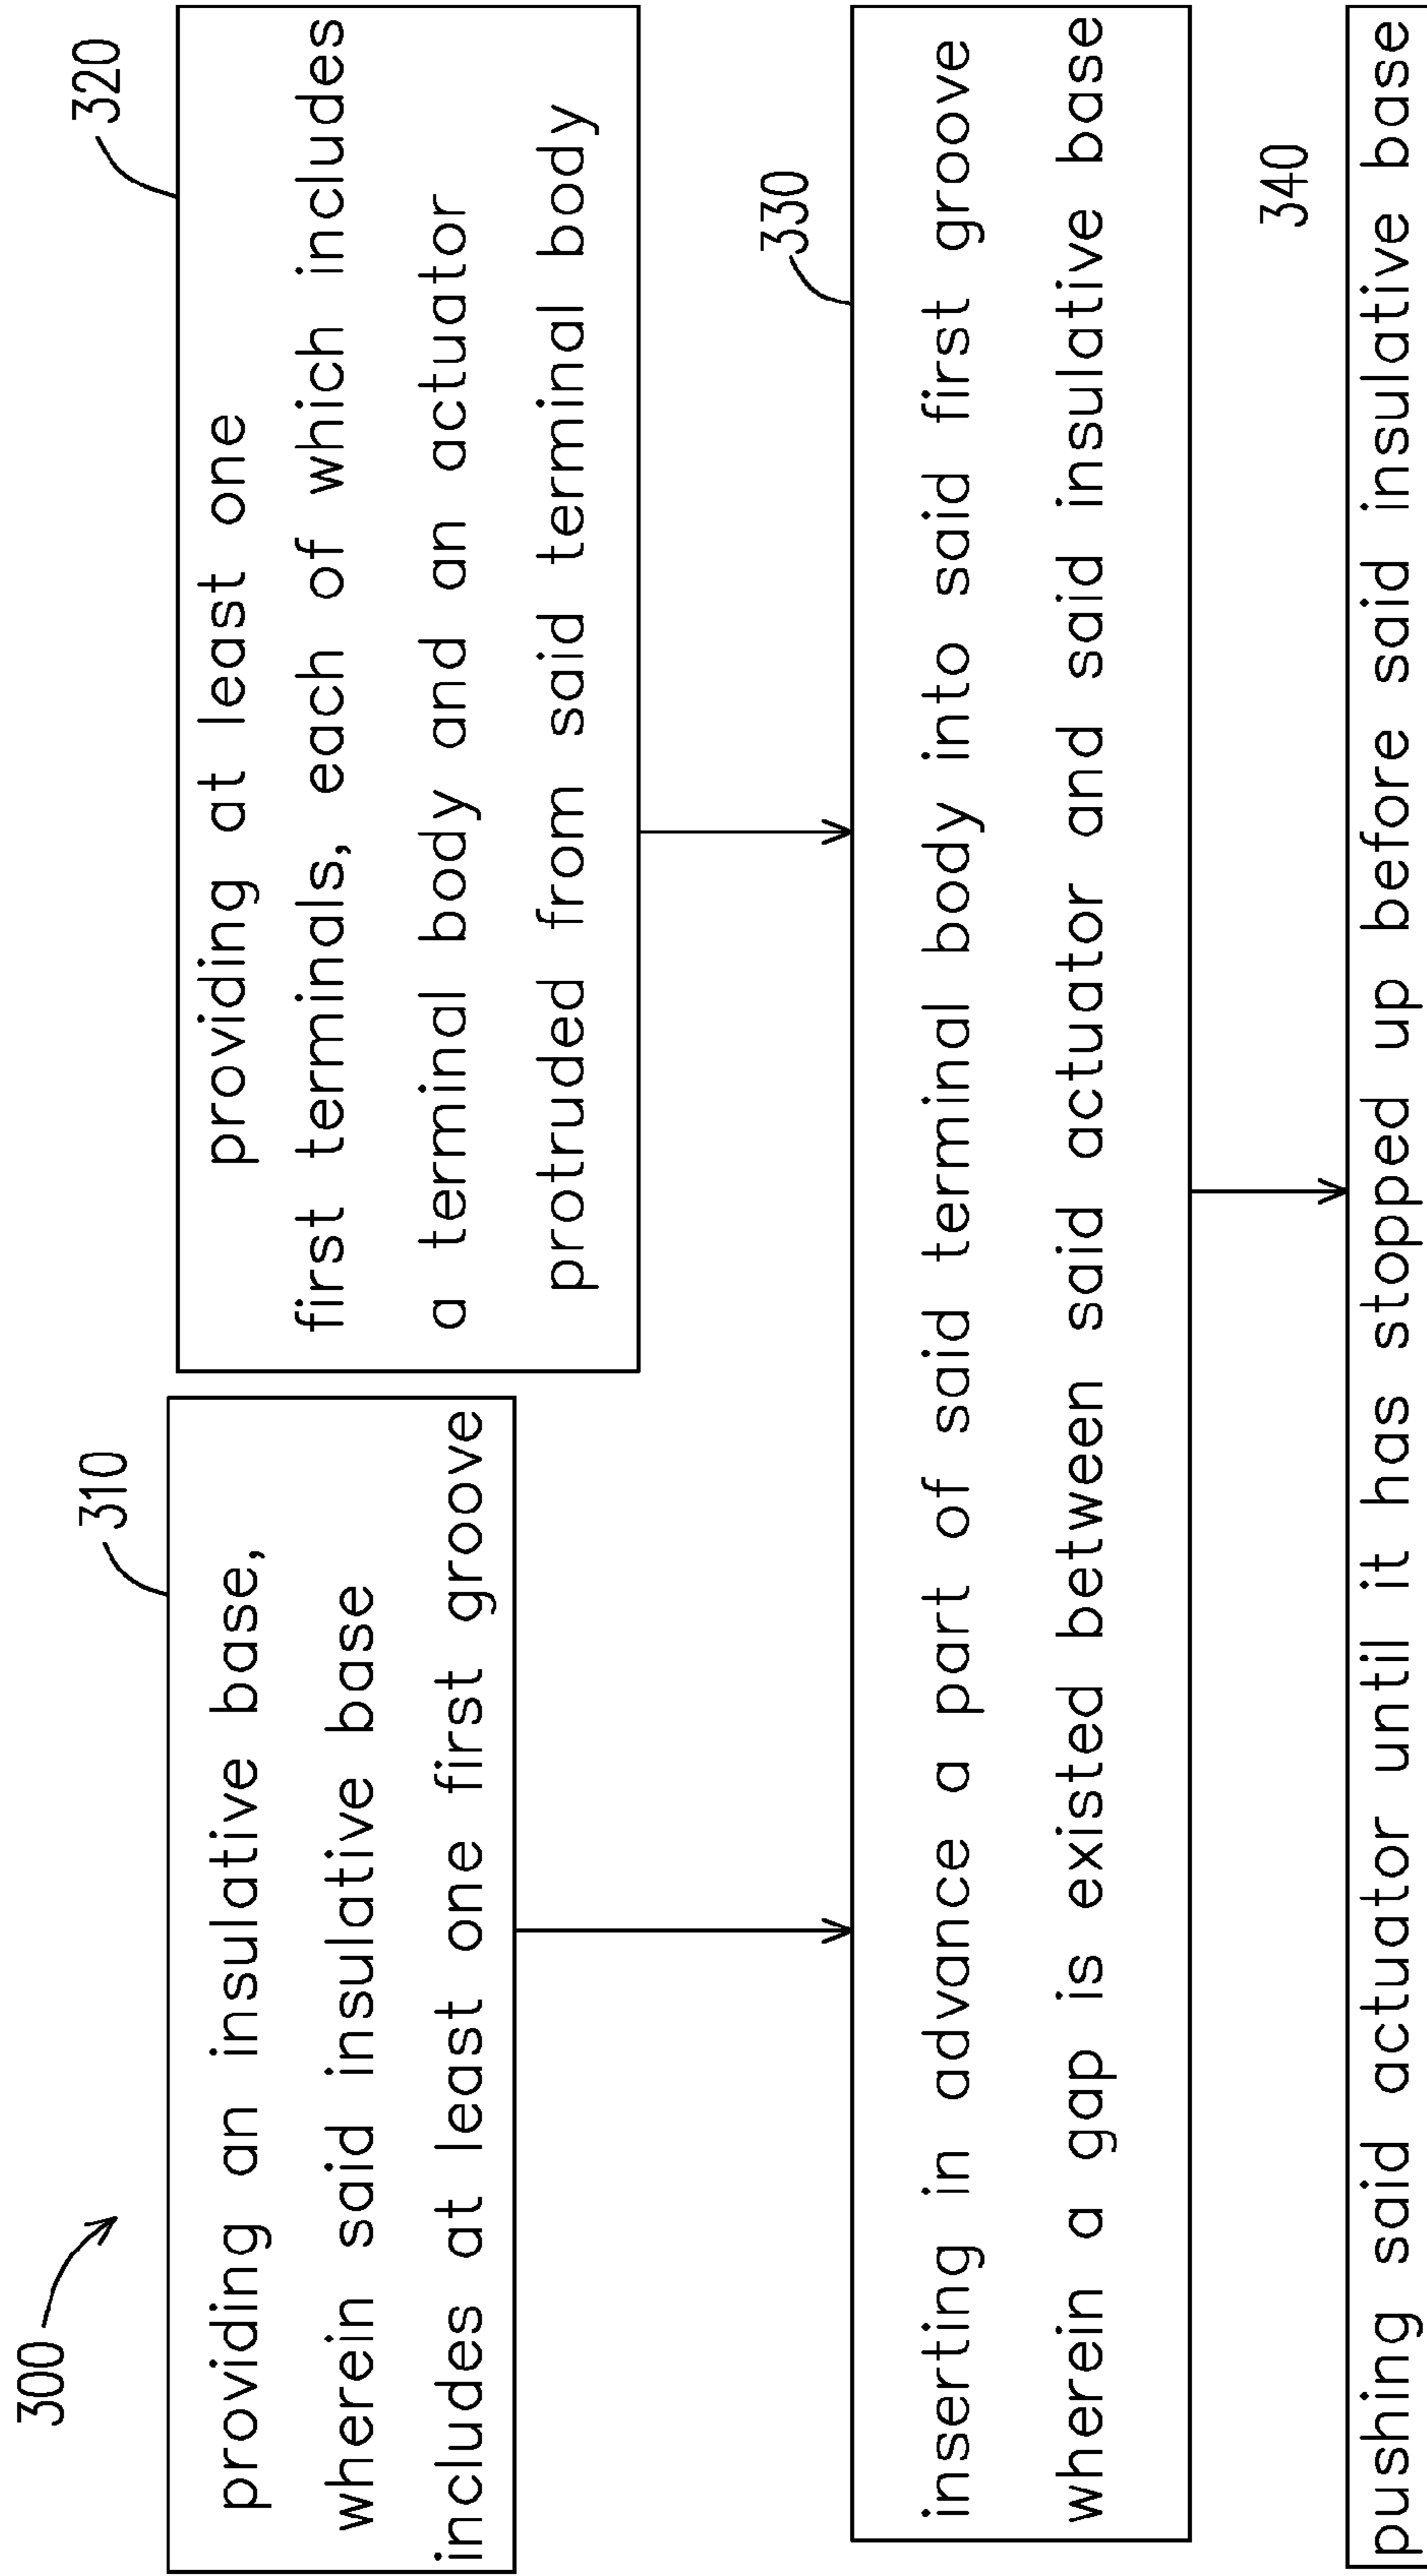 300
310
providing an insulative base,
wherein said insulative base
includes at least one first groove
320
providing at least one
first terminals, each of which includes
a terminal body and an actuator
protruded from said terminal body
330
inserting in advance a part of said terminal body into said first groove
wherein a gap is existed between said actuator and said insulative base
340
pushing said actuator until it has stopped up before said insulative base